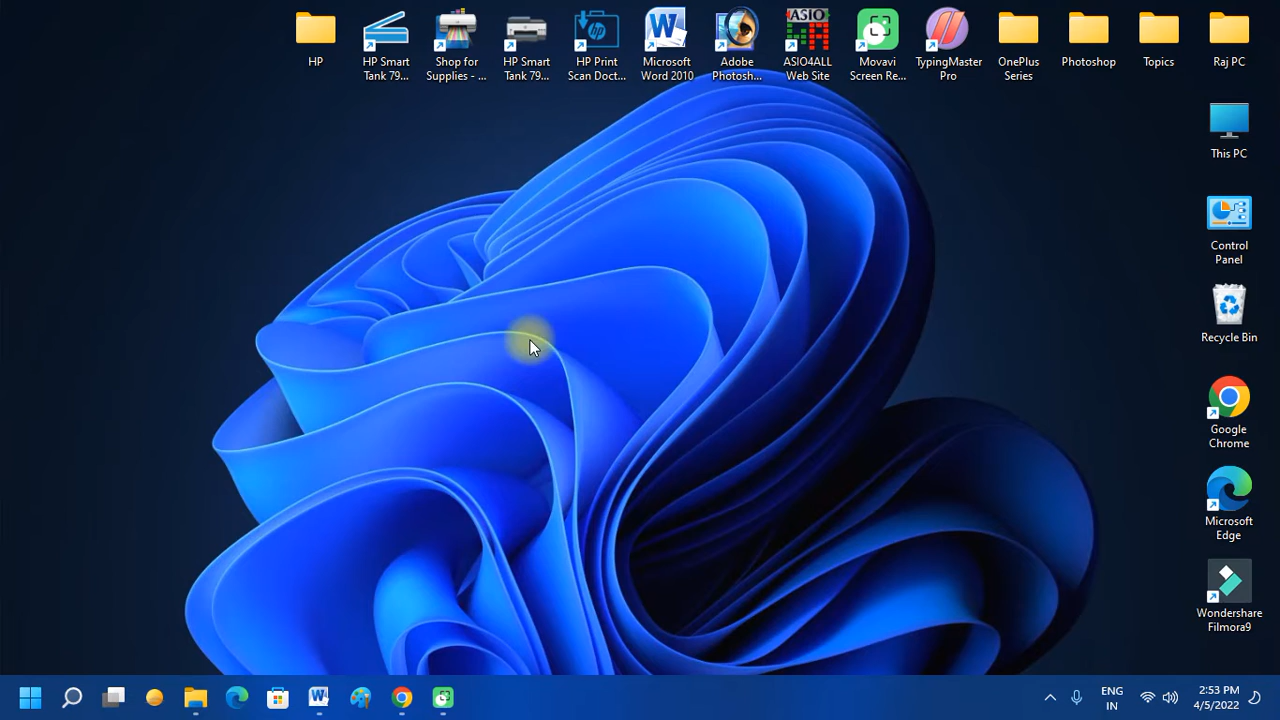 HP
HP Smart
Tank 79...
Shop for
Supplies - ...
HP Smart
Tank 79...
HP Print
Scan Doct...
Microsoft
Word 2010
Adobe
Photosh...
ASIO
ASIO4ALL
Web Site
Movavi
Screen Re...
TypingMaster
Pro
OnePlus
Series
Photoshop
Topics
Raj PC
This PC
Control
Panel
Recycle Bin
Google
Chrome
Microsoft
Edge
Wondershare
Filmora9
ENG
IN
2:53 PM
4/5/2022